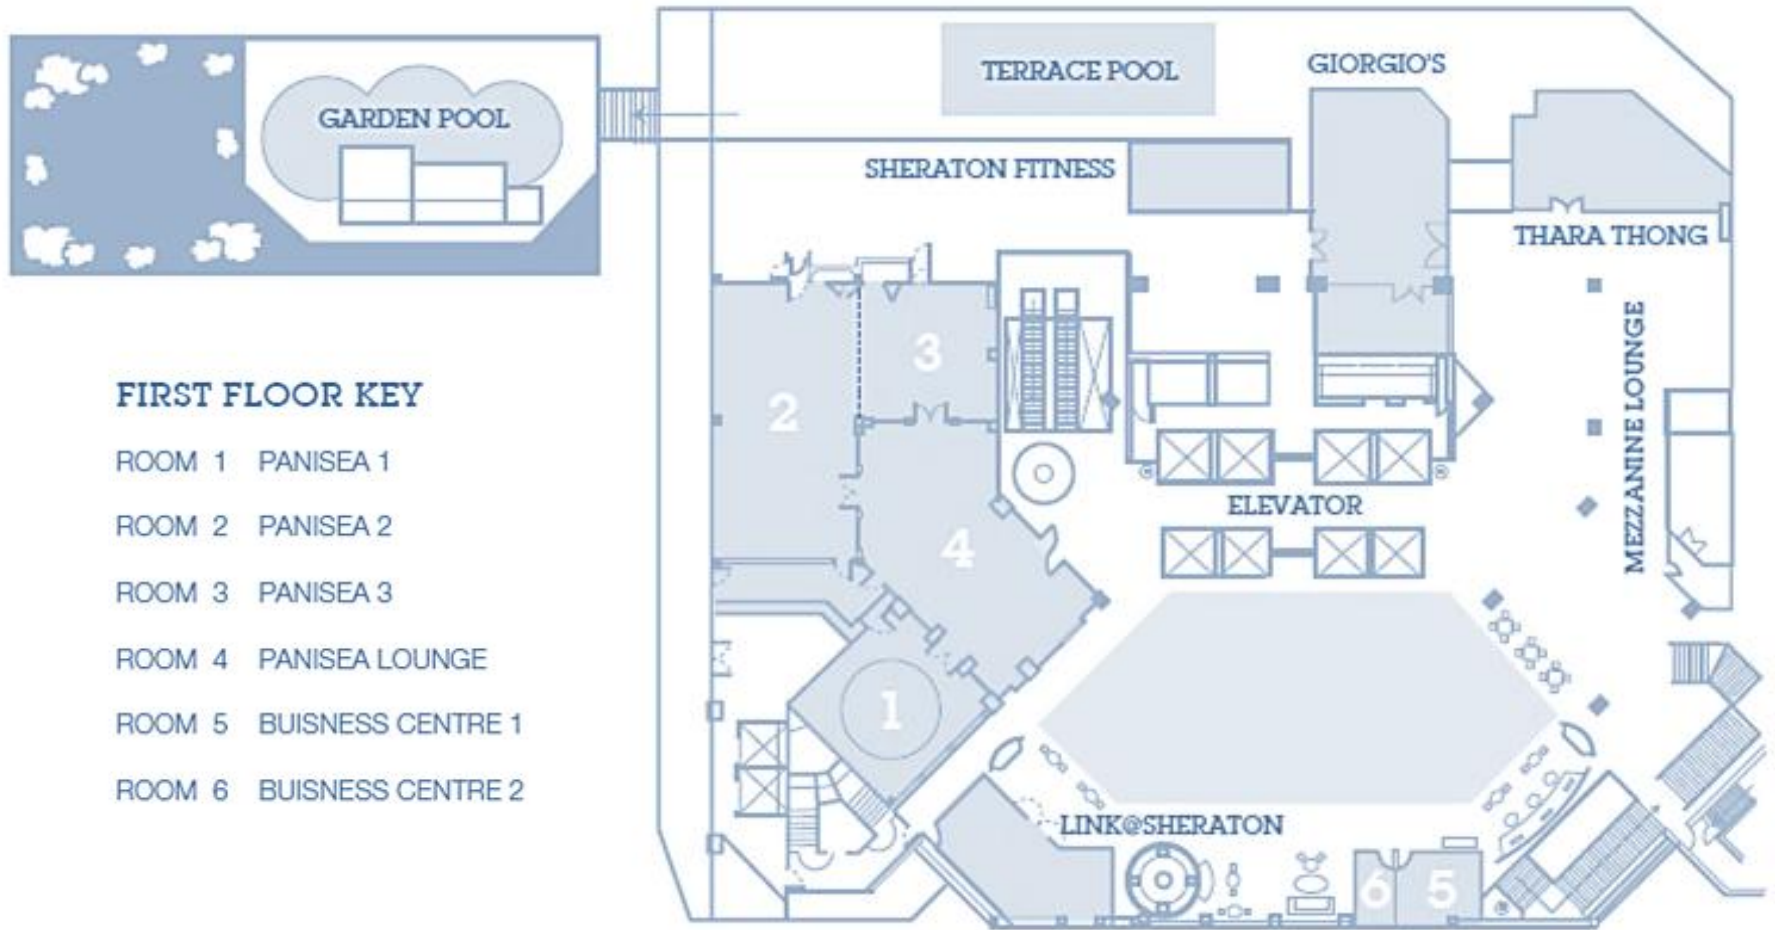 TERRACE POOL
GIORGIO'S
GARDEN POOL
SHERATON FITNESS
THARA THONG
3
2
MEZZANINE LOUNGE
FIRST FLOOR KEY
ROOM 1 PANISEA 1
ROOM 2 PANISEA 2
ROOM 3 PANISEA 3
ROOM 4 PANISEA LOUNGE
ROOM 5 BUISNESS CENTRE 1
ROOM 6 BUISNESS CENTRE 2
ELEVATOR
4
1
LINK@SHERATON
6
5